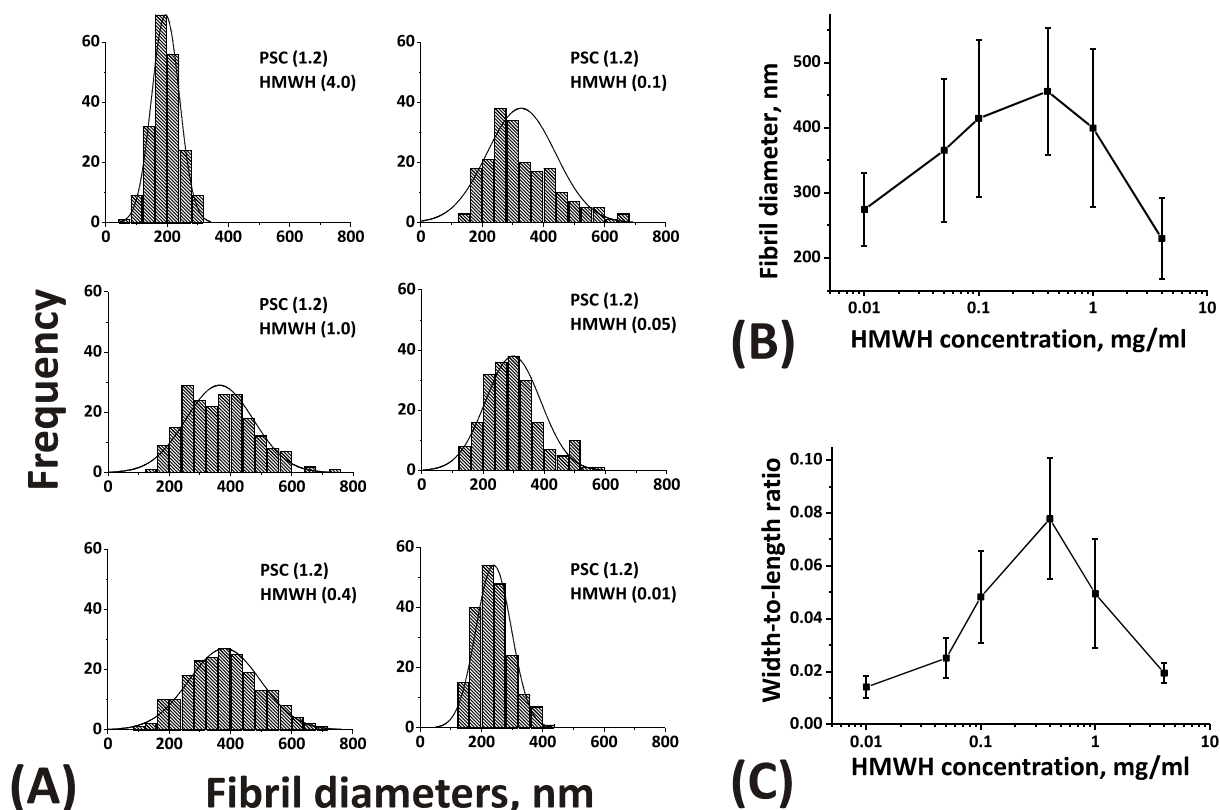 60
40
20
0
0 200 400 600 800
PSC (1.2)
HMWH (4.0)
60
40
20
0
0 200 400 600 800
PSC (1.2)
HMWH (0.1)
60
40
20
0
0 200 400 600 800
PSC (1.2)
HMWH (1.0)
60
40
20
0
0 200 400 600 800
PSC (1.2)
HMWH (0.05)
60
40
20
0
0 200 400 600 800
PSC (1.2)
HMWH (0.4)
60
40
20
0
0 200 400 600 800
PSC (1.2)
HMWH (0.01)
Frequency
(A)
Fibril diameters, nm
500
400
300
200
Fibril diameter, nm
0.01 0.1 1 10
HMWH concentration, mg/ml
(B)
0.10
0.08
0.06
0.04
0.02
0.00
Width-to-length ratio
0.01 0.1 1 10
HMWH concentration, mg/ml
(C)